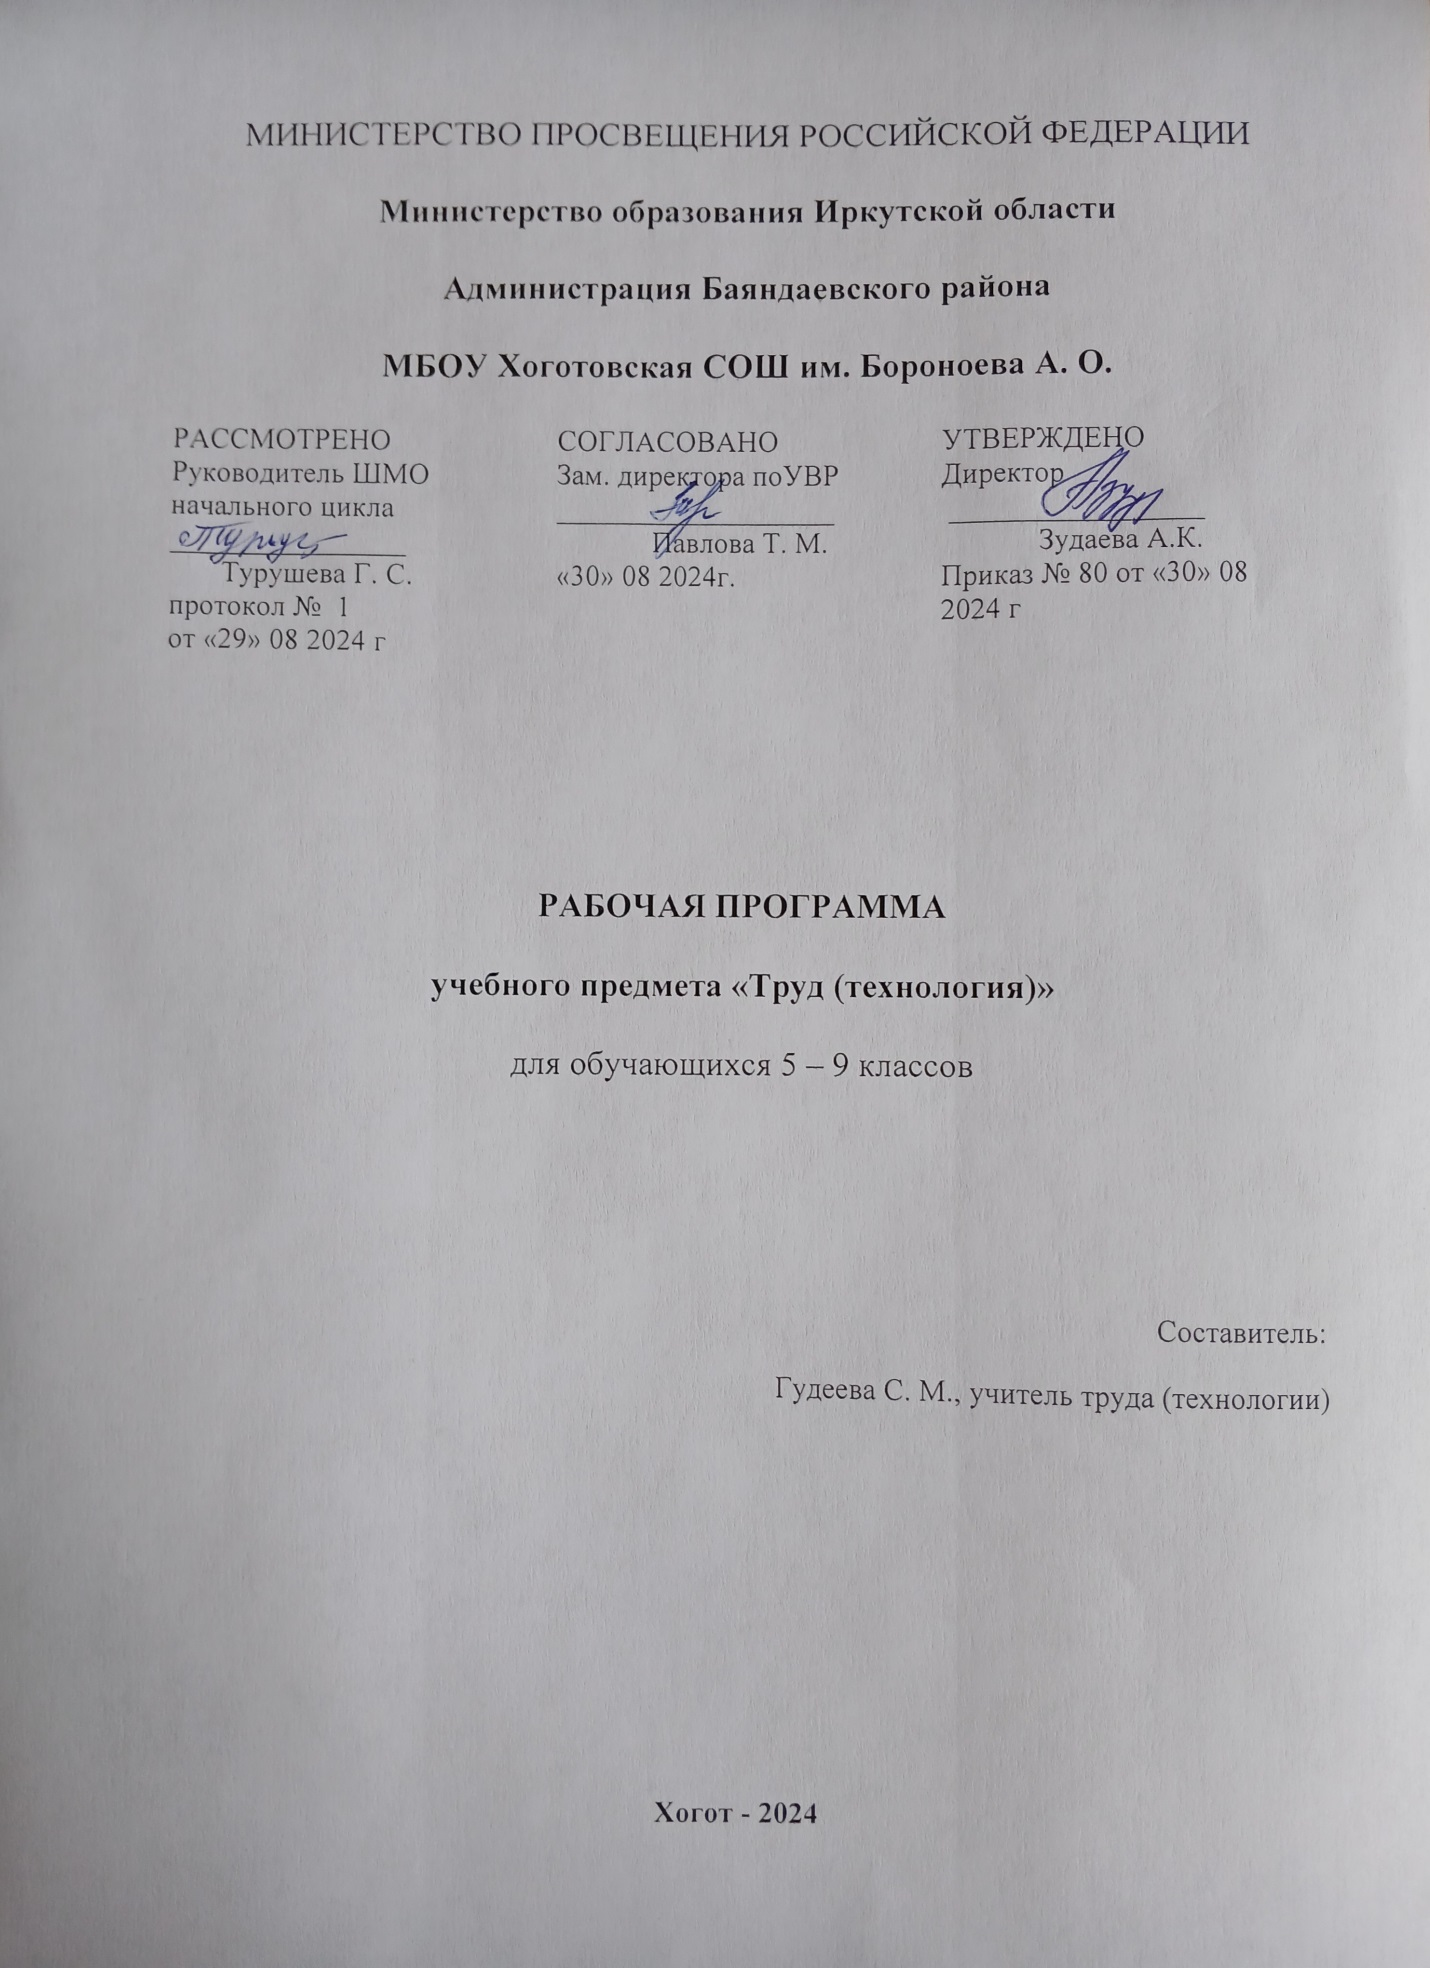 МИНИСТЕРСТВО ПРОСВЕЩЕНИЯ РОССИЙСКОЙ ФЕДЕРАЦИИ
Министерство образования Иркутской области
Администрация Баяндаевского района
МБОУ Хоготовская СОШ им. Бороноева А. О.
РАССМОТРЕНО
Руководитель ШМО
начального цикла
Турушева Г. С.
протокол № 1
от «29» 08 2024 г
СОГЛАСОВАНО
Зам. директора поУВР
Павлова Т. М.
«30» 08 2024г.
УТВЕРЖДЕНО
Директор
Зудаева А.К.
Приказ № 80 от «30» 08
2024 г
РАБОЧАЯ ПРОГРАММА
учебного предмета «Труд (технология)»
для обучающихся 5 – 9 классов
Составитель:
Гудеева С. М., учитель труда (технологии)
Хогот - 2024